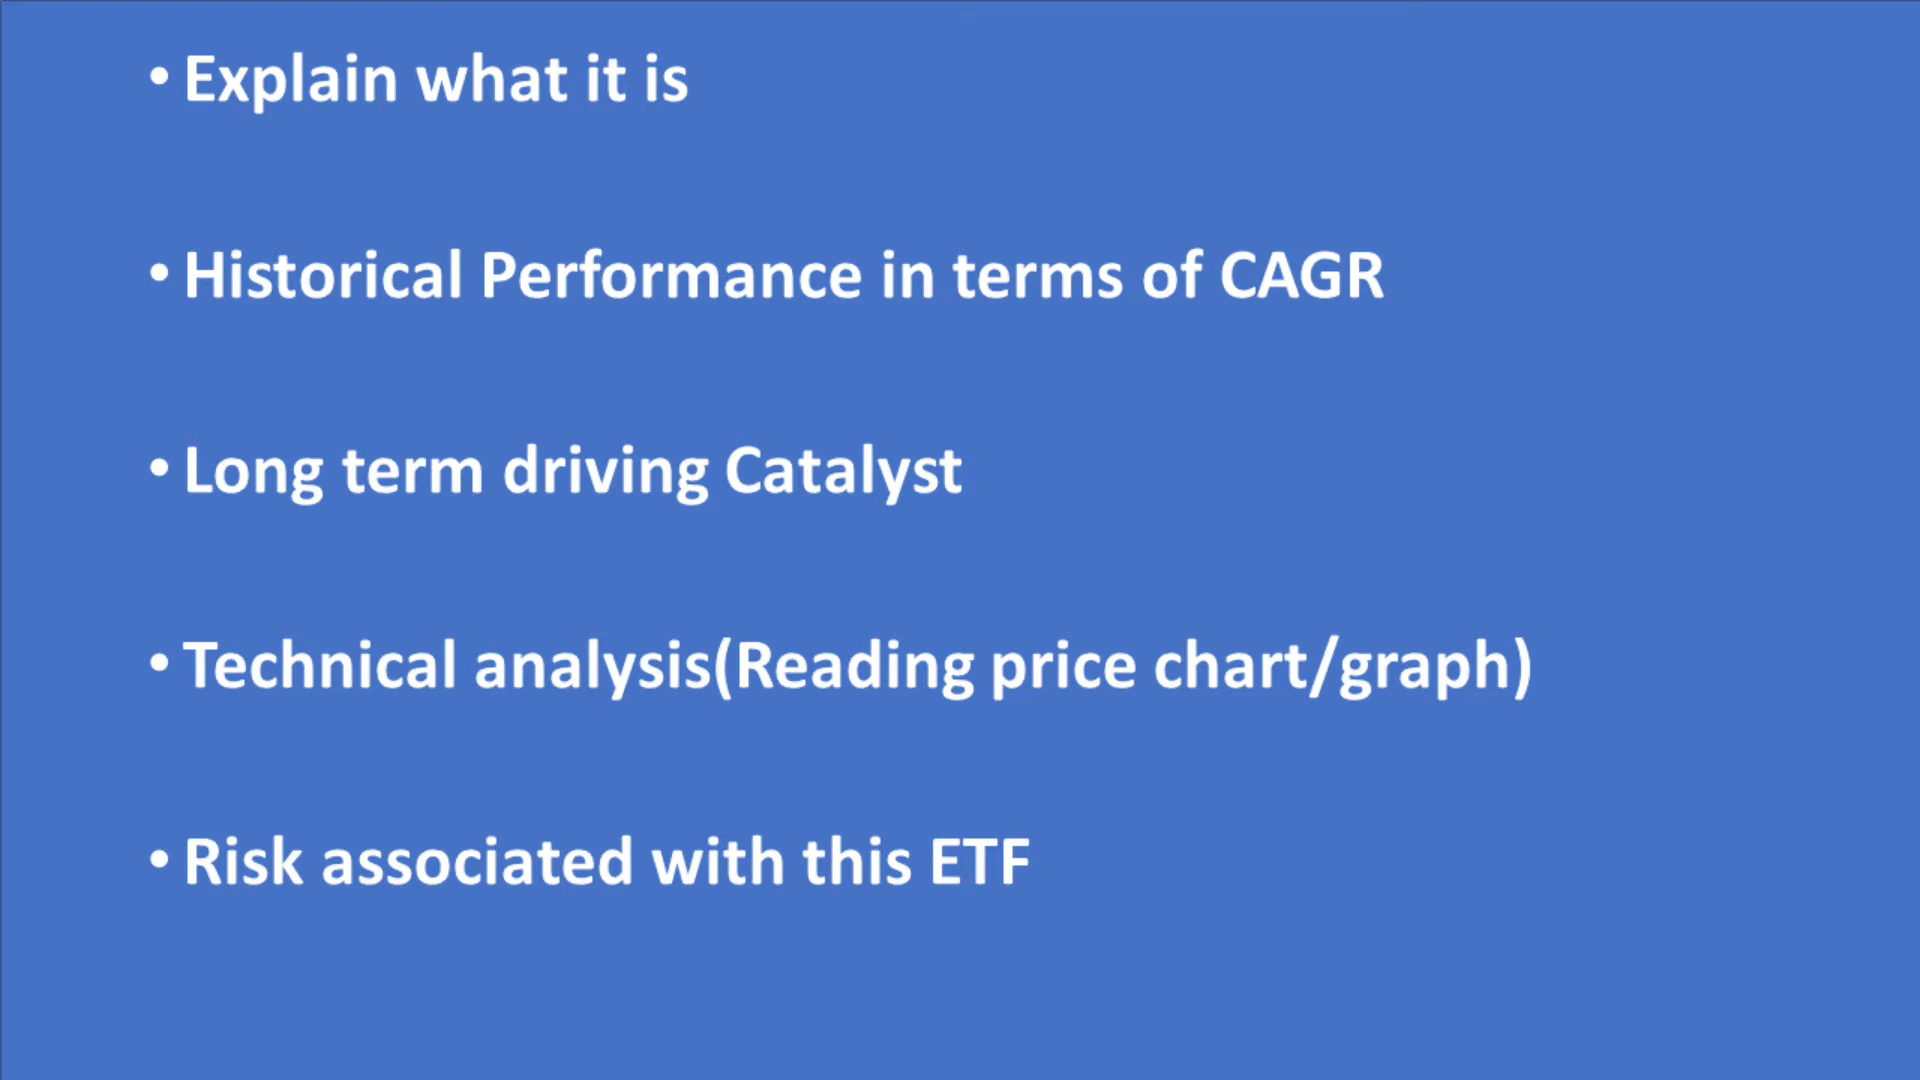 • Explain what it is
• Historical Performance in terms of CAGR
• Long term driving Catalyst
• Technical analysis(Reading price chart/graph)
• Risk associated with this ETF